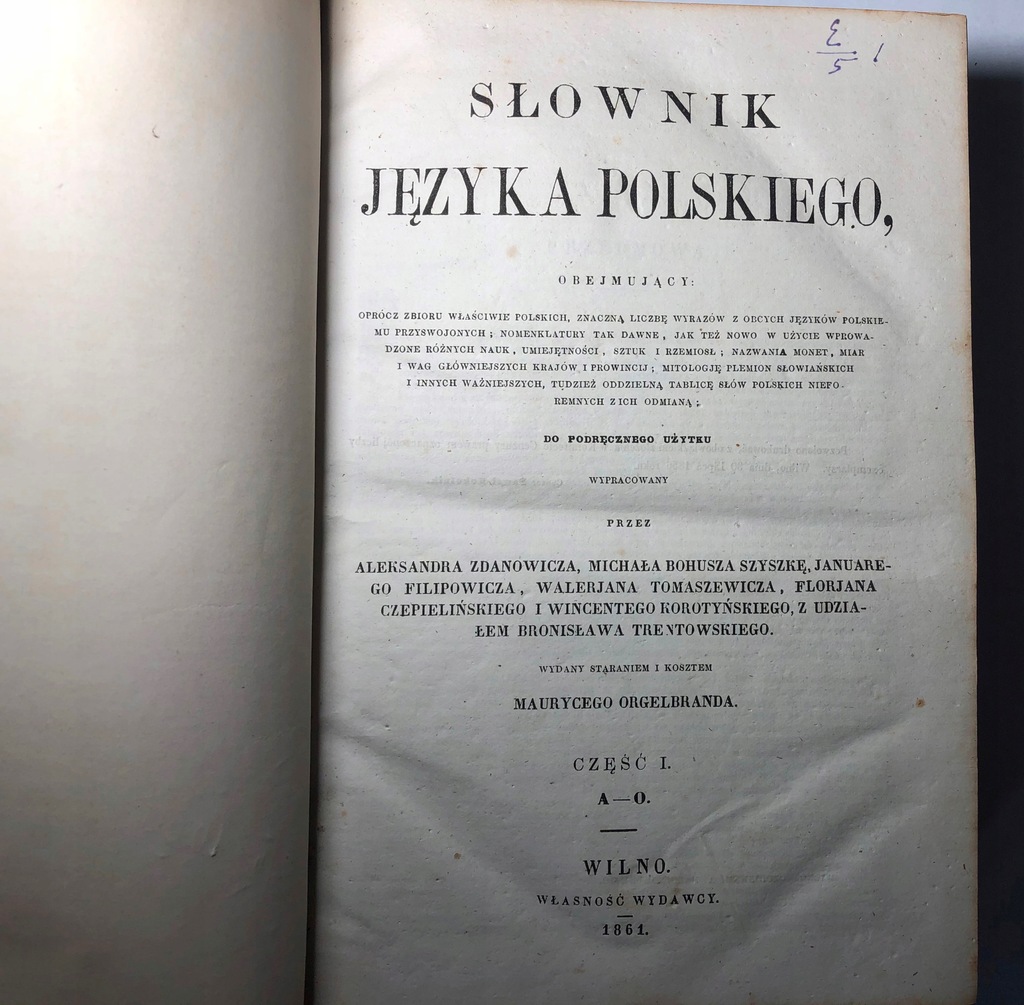 Ɛ
5 1
SŁOWNIK
JĘZYKA POLSKIEGO,
OBEJMUJĄCY:
OPRÓCZ ZBIORU WŁAŚCIWIE POLSKICH, ZNACZNĄ LICZBĘ WYRAZÓW Z OBCYCH JĘZYKÓW POLSKIE-
MU PRZYSWOJONYCH; NOMENKLATURY TAK DAWNE, JAK TEŻ NOWO W UŻYCIE WPROWA-
DZONE RÓŻNYCH NAUK, UMIEJĘTNOŚCI, SZTUK I RZEMIOSŁ; NAZWANIA MONET, MIAR
I WAG GŁÓWNIEJSZYCH KRAJÓW I PROWINCIJ; MITOLOGJĘ PLEMION SŁOWIAŃSKICH
I INNYCH WAŻNIEJSZYCH, TUDZIEŻ ODDZIELNĄ TABLICĘ SŁÓW POLSKICH NIEFO-
REMNYCH Z ICH ODMIANĄ;
DO PODRĘCZNEGO UŻYTKU
WYPRACOWANY
PRZEZ
ALEKSANDRA ZDANOWICZA, MICHAŁA BOHUSZA SZYSZKĘ, JANUARE-
GO FILIPOWICZA, WALERJANA TOMASZEWICZA, FLORJANA
CZEPIELIŃSKIEGO I WINCENTEGO KOROTYŃSKIEGO, Z UDZIA-
ŁEM BRONISŁAWA TRENTOWSKIEGO.
WYDANY STARANIEM I KOSZTEM
MAURYCEGO ORGELBRANDA.
CZĘŚĆ I.
A—O.
WILNO.
WŁASNOŚĆ WYDAWCY.
1861.